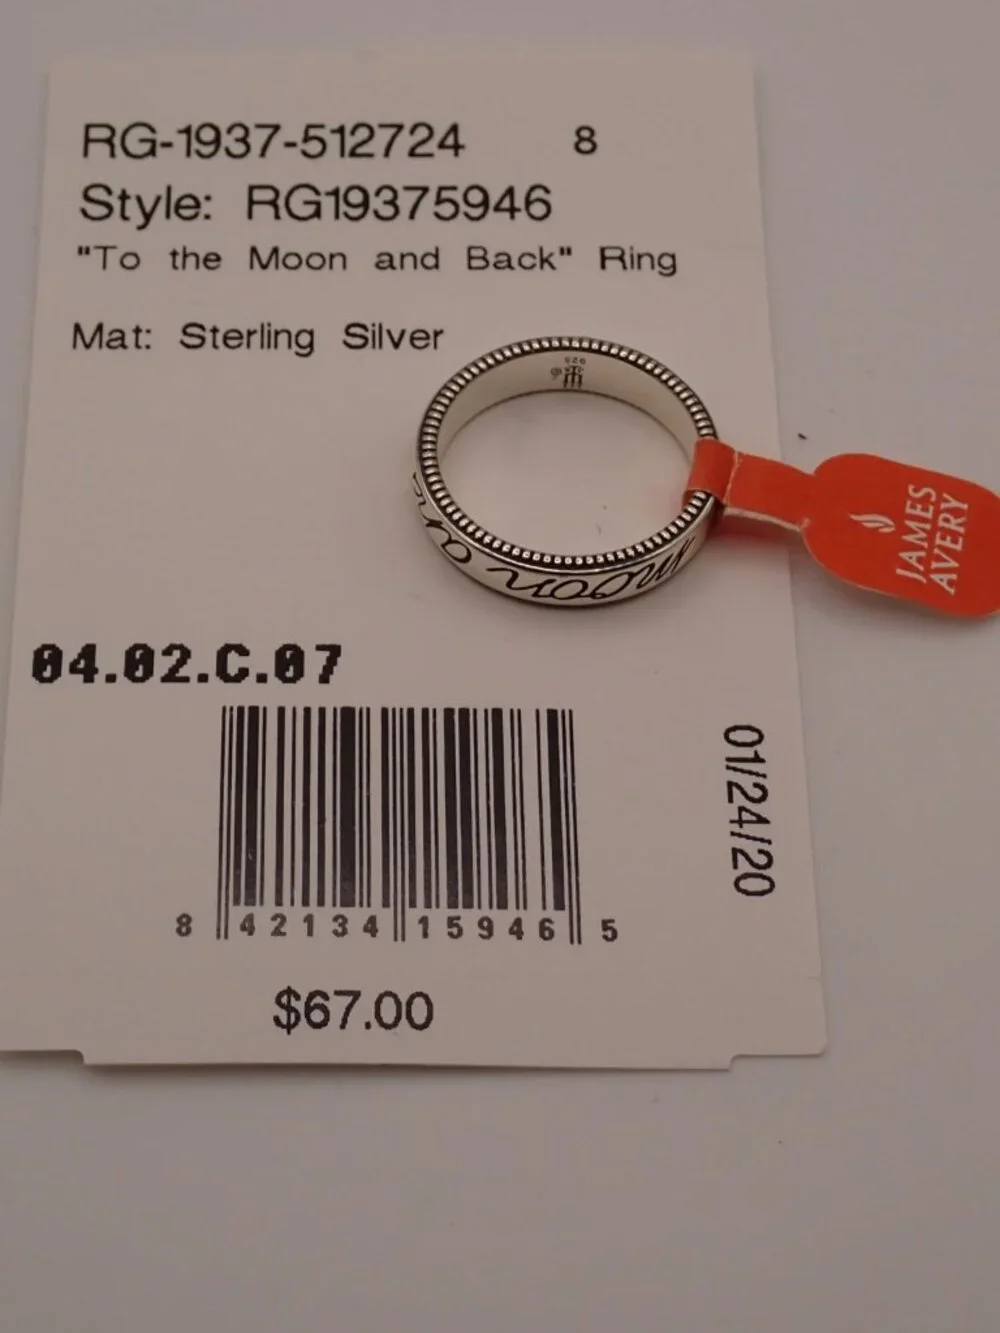 RG-1937-512724 8
Style: RG19375946
"To the Moon and Back" Ring
Mat: Sterling Silver
925
moon
JAMES
AVERY
04.02.C.07
01/24/20
8 42134 15946 5
$67.00